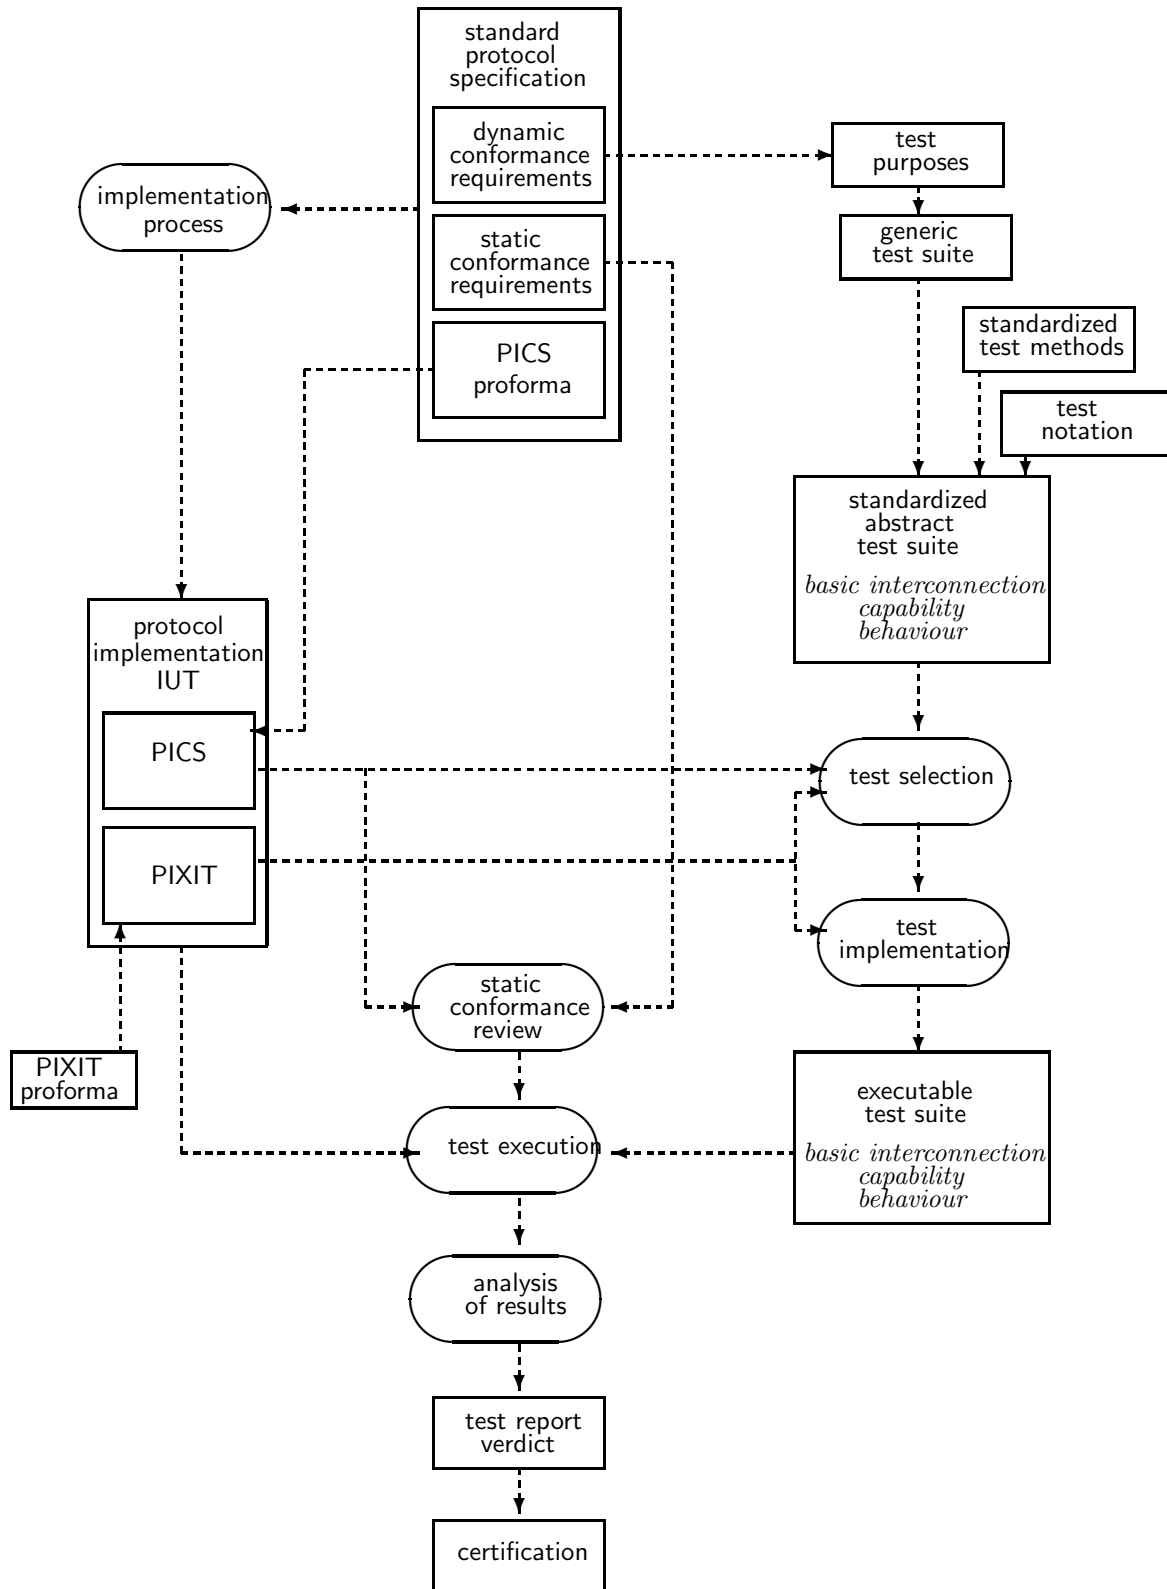 standard
protocol
specification
dynamic
conformance
requirements
test
purposes
implementation
process
static
conformance
requirements
generic
test suite
standardized
test methods
PICS
proforma
test
notation
standardized
abstract
test suite
basic interconnection
capability
behaviour
protocol
implementation
IUT
PICS
test selection
PIXIT
test
implementation
static
conformance
review
PIXIT
proforma
executable
test suite
basic interconnection
capability
behaviour
test execution
analysis
of results
test report
verdict
certification